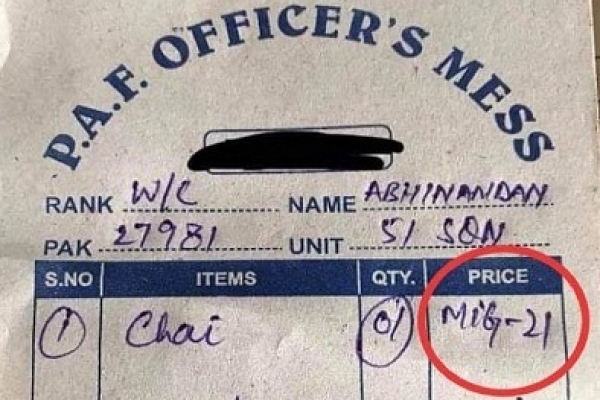 P.A.F. OFFICER'S MESS
RANK W/C NAME ABHINANDAN
PAK 27981 UNIT 51 SQN
S.NO ITEMS QTY. PRICE
1 Chai 01 MiG-21